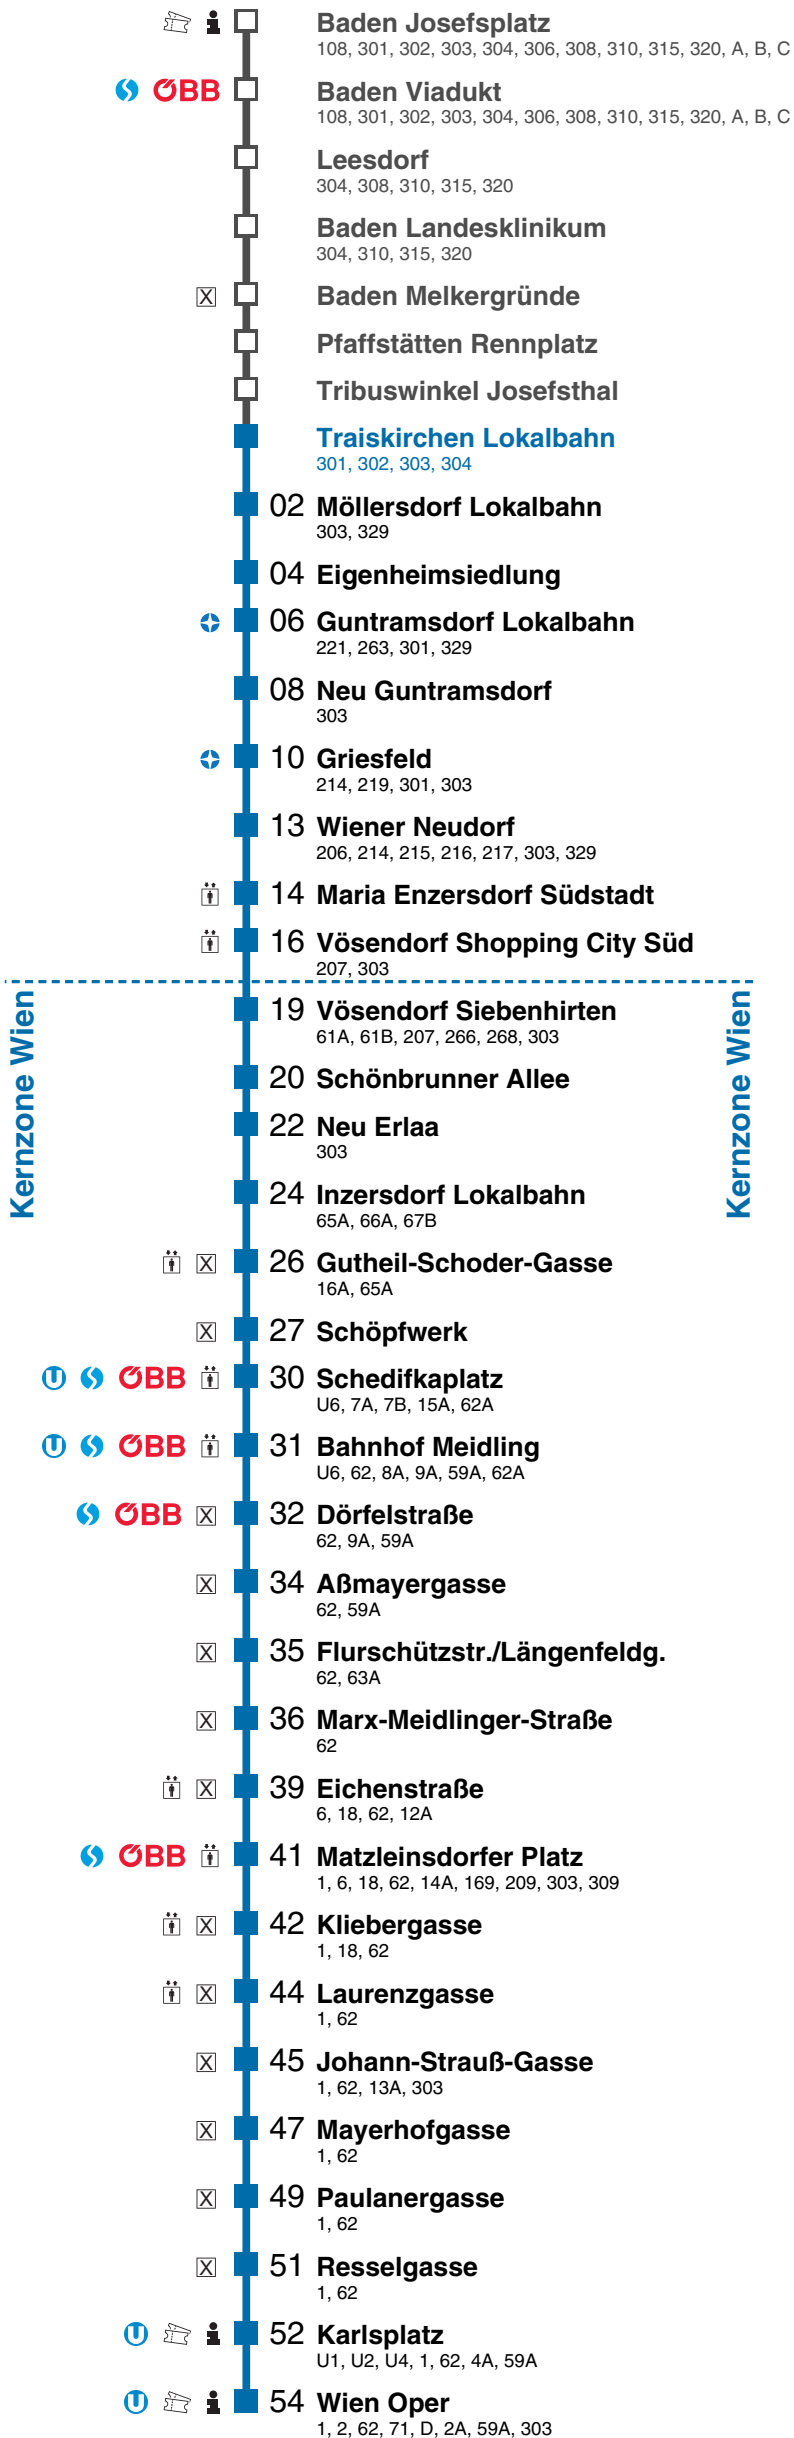 Baden Josefsplatz
108, 301, 302, 303, 304, 306, 308, 310, 315, 320, A, B, C
ÖBB Baden Viadukt
108, 301, 302, 303, 304, 306, 308, 310, 315, 320, A, B, C
Leesdorf
304, 308, 310, 315, 320
Baden Landesklinikum
304, 310, 315, 320
X Baden Melkergründe
Pfaffstätten Rennplatz
Tribuswinkel Josefsthal
Traiskirchen Lokalbahn
301, 302, 303, 304
02 Möllersdorf Lokalbahn
303, 329
04 Eigenheimsiedlung
06 Guntramsdorf Lokalbahn
221, 263, 301, 329
08 Neu Guntramsdorf
303
10 Griesfeld
214, 219, 301, 303
13 Wiener Neudorf
206, 214, 215, 216, 217, 303, 329
14 Maria Enzersdorf Südstadt
16 Vösendorf Shopping City Süd
207, 303
Kernzone Wien
Kernzone Wien
19 Vösendorf Siebenhirten
61A, 61B, 207, 266, 268, 303
20 Schönbrunner Allee
22 Neu Erlaa
303
24 Inzersdorf Lokalbahn
65A, 66A, 67B
X 26 Gutheil-Schoder-Gasse
16A, 65A
X 27 Schöpfwerk
U ÖBB 30 Schedifkaplatz
U6, 7A, 7B, 15A, 62A
U ÖBB 31 Bahnhof Meidling
U6, 62, 8A, 9A, 59A, 62A
ÖBB X 32 Dörfelstraße
62, 9A, 59A
X 34 Aßmayergasse
62, 59A
X 35 Flurschützstr./Längenfeldg.
62, 63A
X 36 Marx-Meidlinger-Straße
62
X 39 Eichenstraße
6, 18, 62, 12A
ÖBB 41 Matzleinsdorfer Platz
1, 6, 18, 62, 14A, 169, 209, 303, 309
X 42 Kliebergasse
1, 18, 62
X 44 Laurenzgasse
1, 62
X 45 Johann-Strauß-Gasse
1, 62, 13A, 303
X 47 Mayerhofgasse
1, 62
X 49 Paulanergasse
1, 62
X 51 Resselgasse
1, 62
U 52 Karlsplatz
U1, U2, U4, 1, 62, 4A, 59A
U 54 Wien Oper
1, 2, 62, 71, D, 2A, 59A, 303